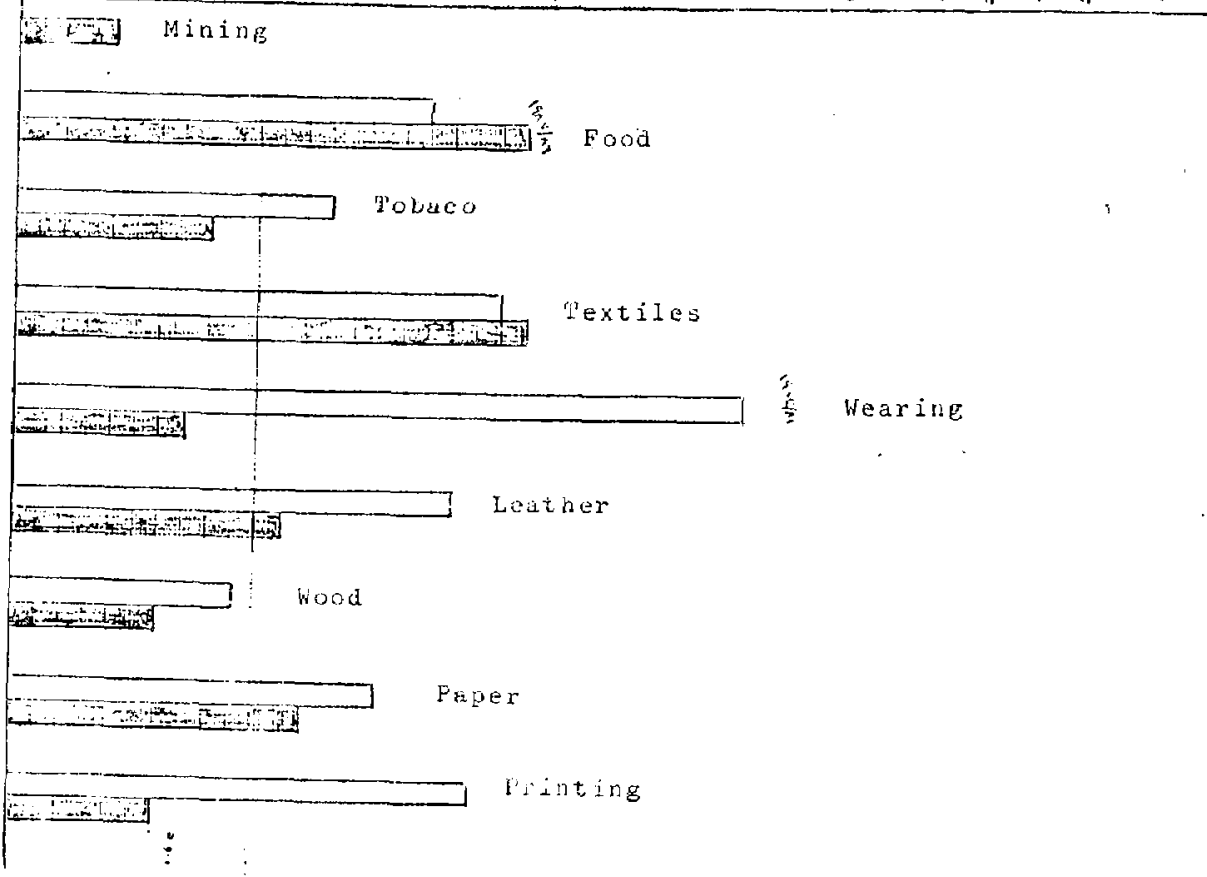 Mining
Food
Tobaco
Textiles
Wearing
Leather
Wood
Paper
Printing